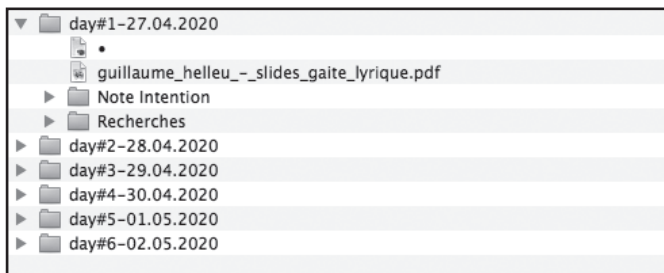 day#1-27.04.2020
•
guillaume_helleu_-_slides_gaite_lyrique.pdf
Note Intention
Recherches
day#2-28.04.2020
day#3-29.04.2020
day#4-30.04.2020
day#5-01.05.2020
day#6-02.05.2020